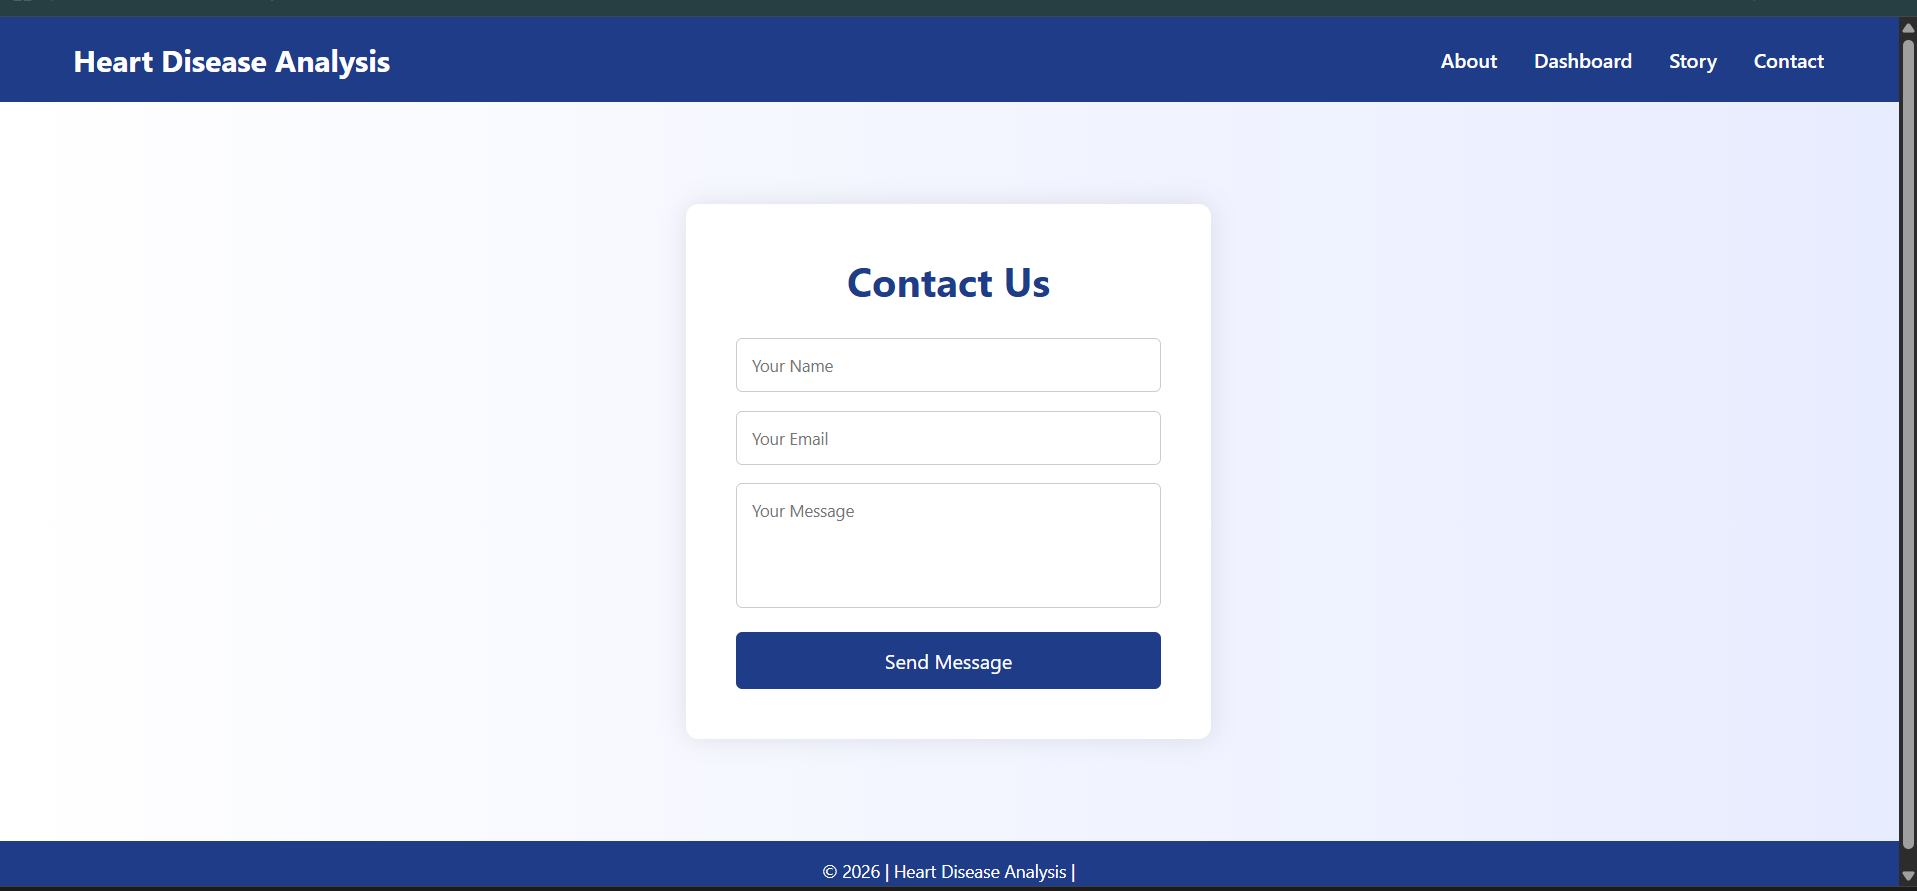 Heart Disease Analysis
About Dashboard Story Contact
Contact Us
Your Name
Your Email
Your Message
Send Message
© 2026 | Heart Disease Analysis |